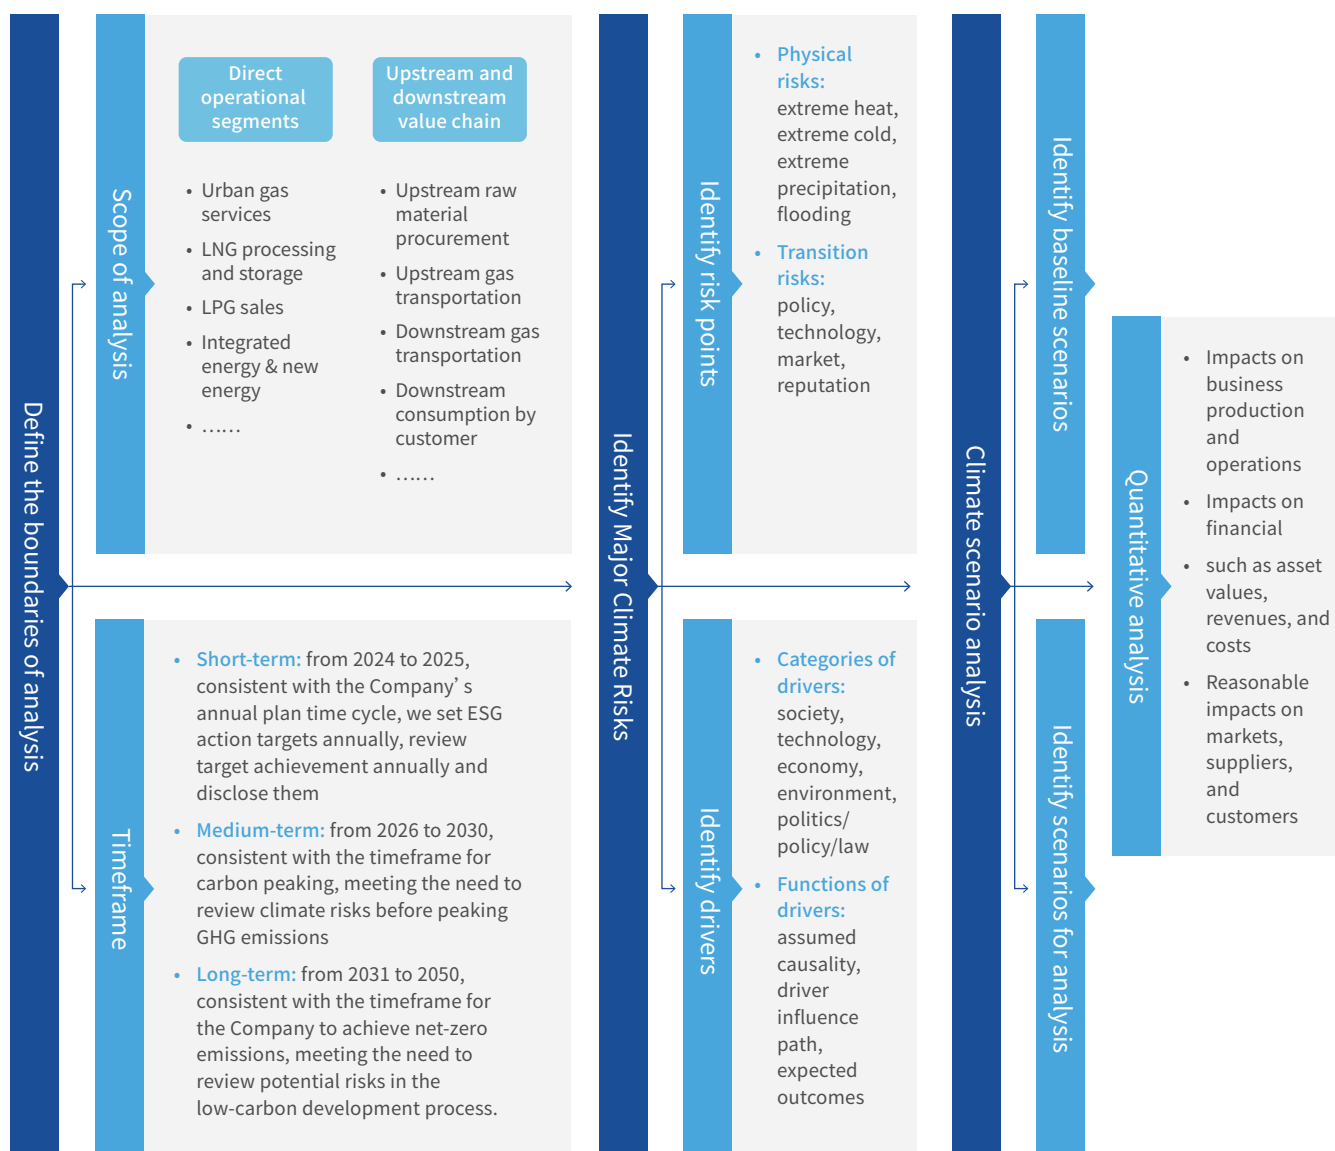 Define the boundaries of analysis
Scope of analysis
Direct
operational
segments
• Urban gas
services
• LNG processing
and storage
• LPG sales
• Integrated
energy & new
energy
• ……
Upstream and
downstream
value chain
• Upstream raw
material
procurement
• Upstream gas
transportation
• Downstream gas
transportation
• Downstream
consumption by
customer
• ……
Timeframe
• Short-term: from 2024 to 2025,
consistent with the Company’ s
annual plan time cycle, we set ESG
action targets annually, review
target achievement annually and
disclose them
• Medium-term: from 2026 to 2030,
consistent with the timeframe for
carbon peaking, meeting the need to
review climate risks before peaking
GHG emissions
• Long-term: from 2031 to 2050,
consistent with the timeframe for
the Company to achieve net-zero
emissions, meeting the need to
review potential risks in the
low-carbon development process.
Identify Major Climate Risks
Identify risk points
• Physical
risks:
extreme heat,
extreme cold,
extreme
precipitation,
flooding
• Transition
risks:
policy,
technology,
market,
reputation
Identify drivers
• Categories of
drivers:
society,
technology,
economy,
environment,
politics/
policy/law
• Functions of
drivers:
assumed
causality,
driver
influence
path,
expected
outcomes
Climate scenario analysis
Identify baseline scenarios
Identify scenarios for analysis
Quantitative analysis
• Impacts on
business
production
and
operations
• Impacts on
financial
• such as asset
values,
revenues, and
costs
• Reasonable
impacts on
markets,
suppliers,
and
customers